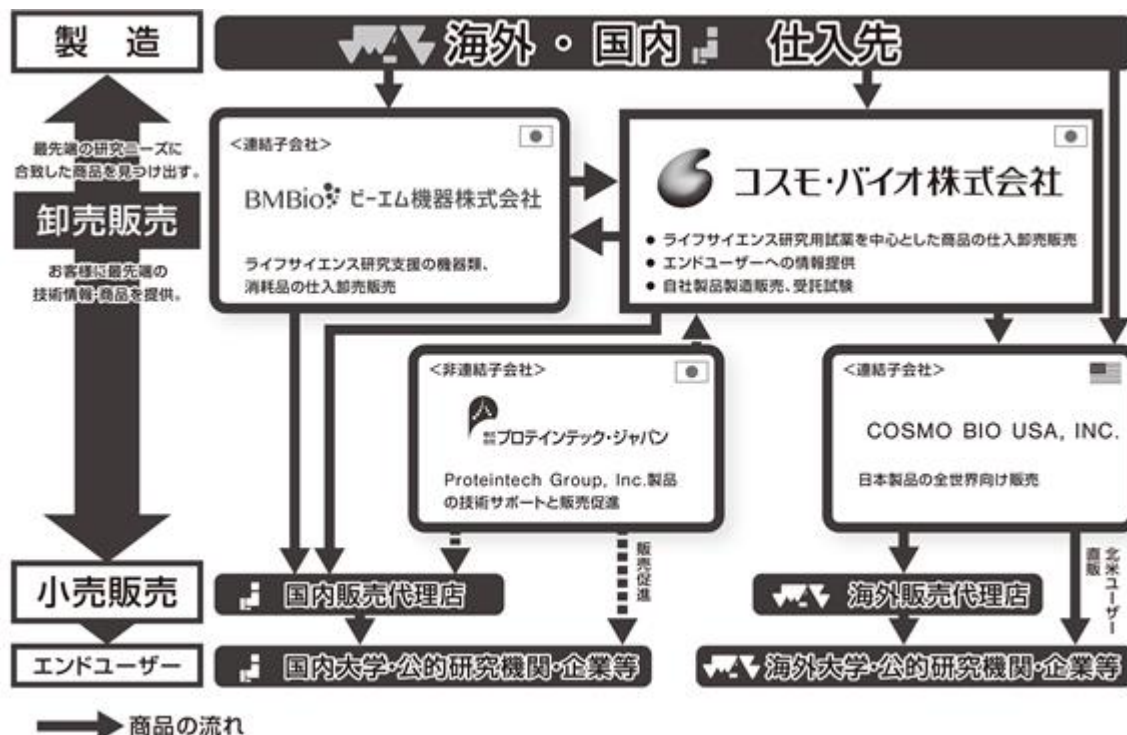 製造
海外・国内 仕入先
最先端の研究ニーズに
合致した商品を見つけ出す。
卸売販売
お客様に最先端の
技術情報・商品を提供。
<連結子会社>
BMBio ビーエム機器株式会社
ライフサイエンス研究支援の機器類、
消耗品の仕入卸売販売
コスモ・バイオ株式会社
● ライフサイエンス研究用試薬を中心とした商品の仕入卸売販売
● エンドユーザーへの情報提供
● 自社製品製造販売、受託試験
<非連結子会社>
株式会社プロテインテック・ジャパン
Proteintech Group, Inc.製品
の技術サポートと販売促進
<連結子会社>
COSMO BIO USA, INC.
日本製品の全世界向け販売
販売促進
北米ユーザー
直販
小売販売
国内販売代理店
海外販売代理店
エンドユーザー
国内大学・公的研究機関・企業等
海外大学・公的研究機関・企業等
商品の流れ